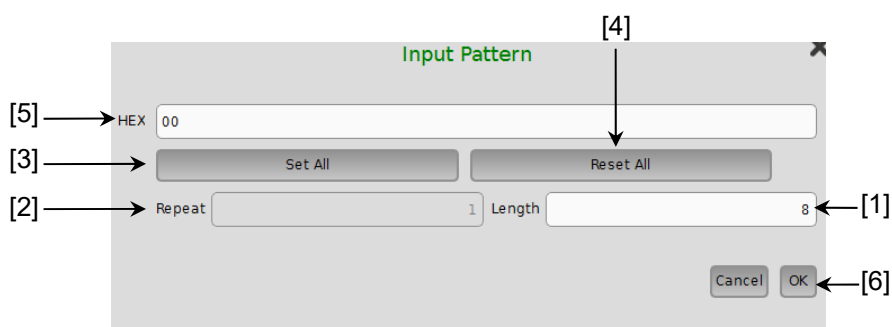 [4]
Input Pattern
[5] HEX 00
[3] Set All Reset All
[2] Repeat 1 Length 8 [1]
Cancel OK [6]